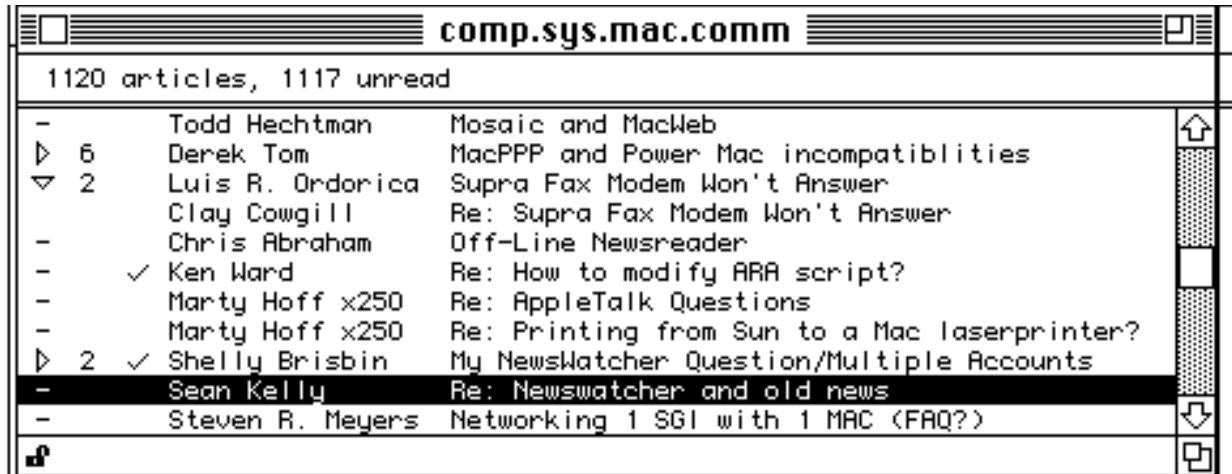 comp.sys.mac.comm
1120 articles, 1117 unread
– Todd Hechtman Mosaic and MacWeb
▷ 6 Derek Tom MacPPP and Power Mac incompatiblities
▽ 2 Luis R. Ordorica Supra Fax Modem Won't Answer
Clay Cowgill Re: Supra Fax Modem Won't Answer
– Chris Abraham Off-Line Newsreader
– ✓ Ken Ward Re: How to modify ARA script?
– Marty Hoff x250 Re: AppleTalk Questions
– Marty Hoff x250 Re: Printing from Sun to a Mac laserprinter?
▷ 2 ✓ Shelly Brisbin My NewsWatcher Question/Multiple Accounts
– Sean Kelly Re: Newswatcher and old news
– Steven R. Meyers Networking 1 SGI with 1 MAC (FAQ?)